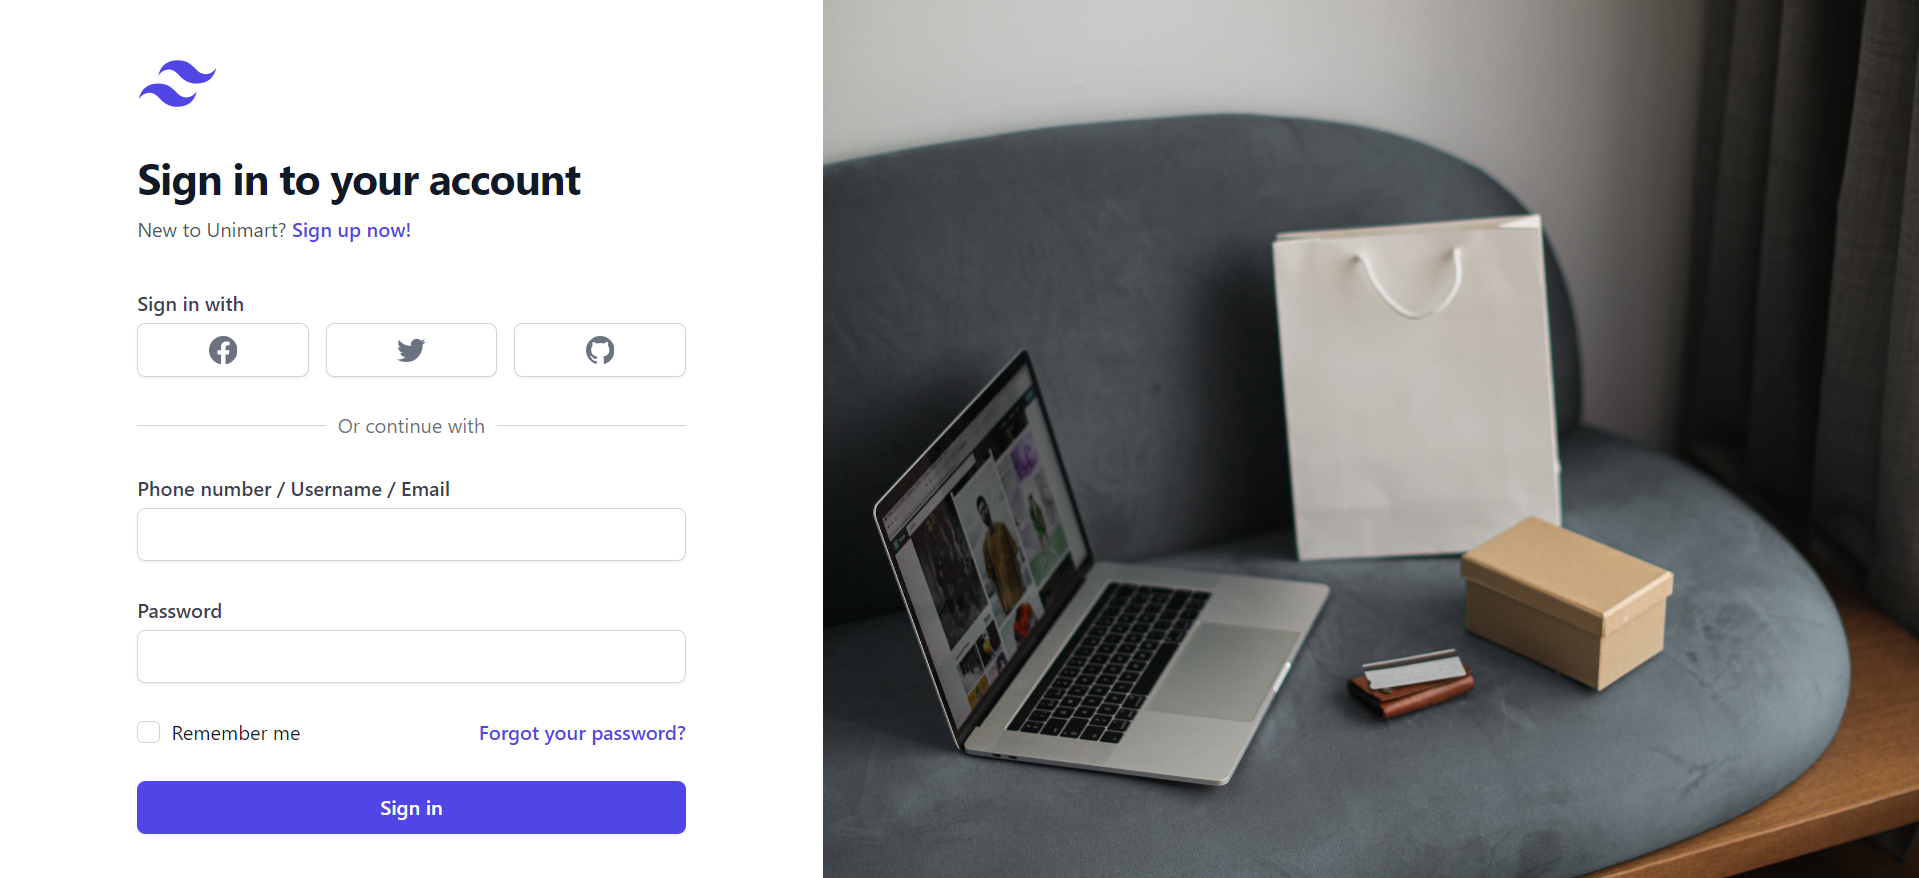 Sign in to your account
New to Unimart? Sign up now!
Sign in with
Or continue with
Phone number / Username / Email
Password
Remember me
Forgot your password?
Sign in